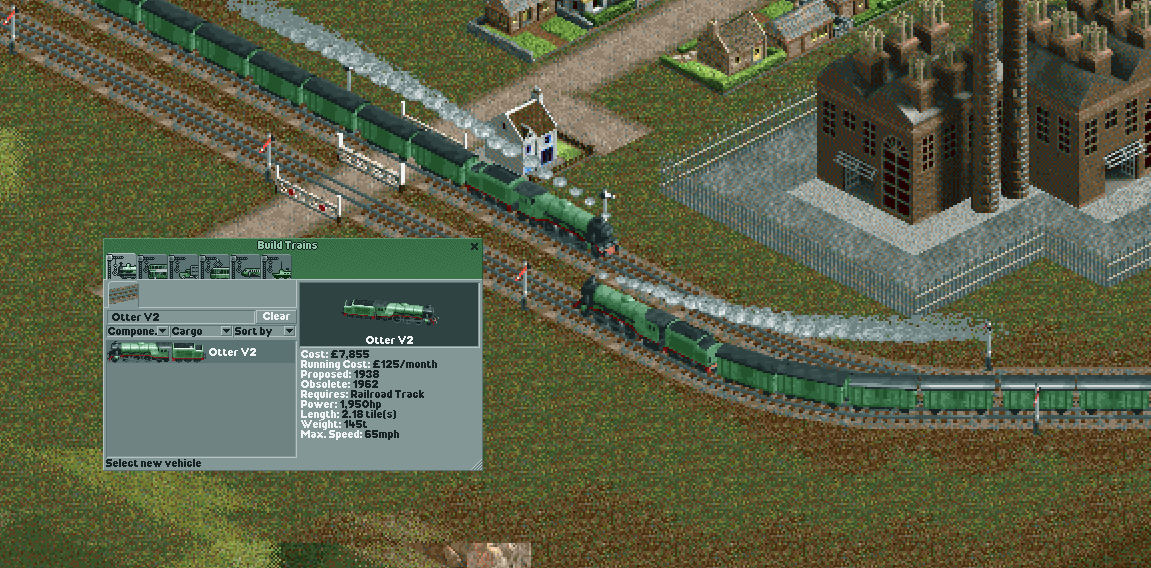 Build Trains
Otter V2
Clear
Compone.
Cargo
Sort by
Otter V2
Otter V2
Cost: £7,855
Running Cost: £125/month
Proposed: 1938
Obsolete: 1962
Requires: Railroad Track
Power: 1,950hp
Length: 2.18 tile(s)
Weight: 145t
Max. Speed: 65mph
Select new vehicle